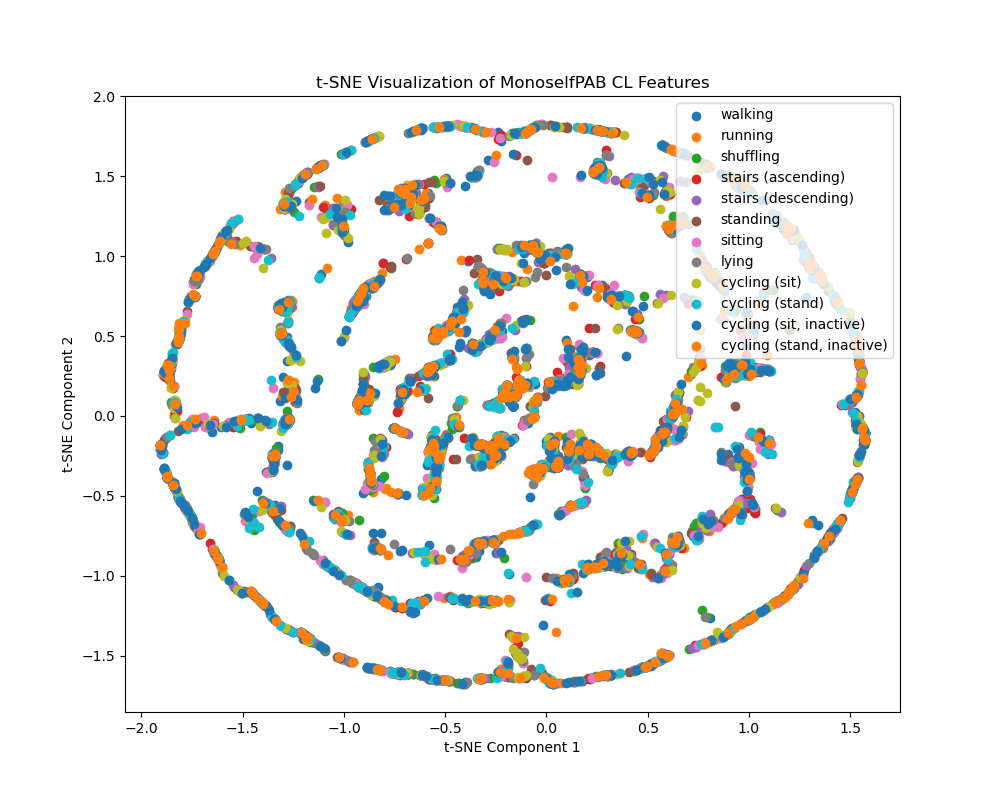 t-SNE Visualization of MonoselfPAB CL Features
2.0
1.5
1.0
0.5
0.0
−0.5
−1.0
−1.5
t-SNE Component 2
walking
running
shuffling
stairs (ascending)
stairs (descending)
standing
sitting
lying
cycling (sit)
cycling (stand)
cycling (sit, inactive)
cycling (stand, inactive)
−2.0 −1.5 −1.0 −0.5 0.0 0.5 1.0 1.5
t-SNE Component 1